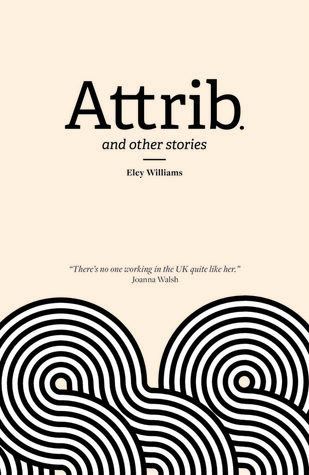 Attrib.
and other stories
Eley Williams
“There’s no one working in the UK quite like her.”
Joanna Walsh